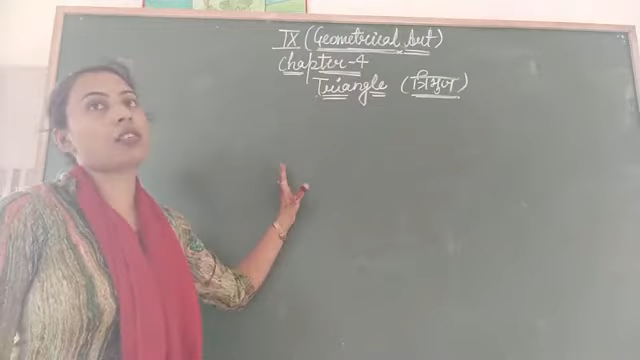 IX (Geometrical Art)
Chapter-4
Triangle (त्रिभुज)